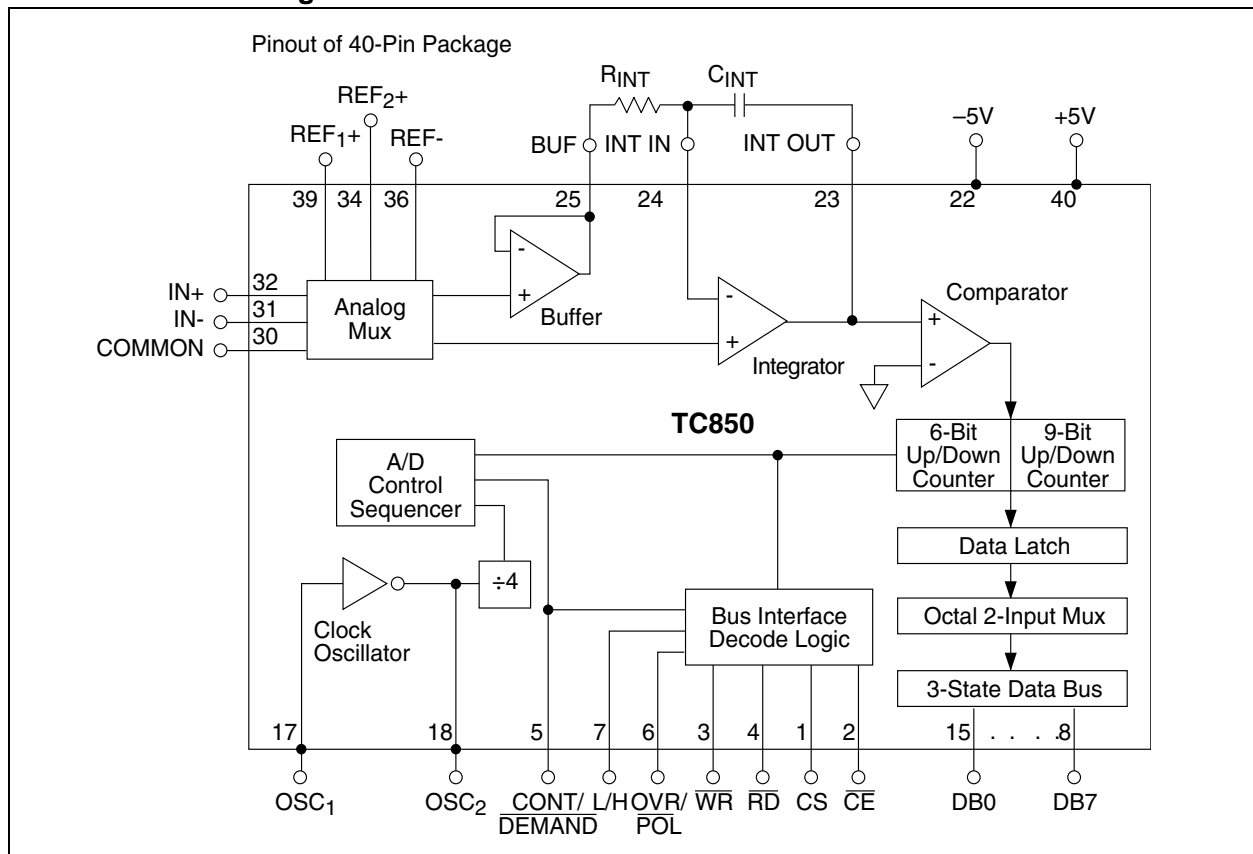 Pinout of 40-Pin Package
RINT
CINT
REF2+
REF1+
REF-
BUF
INT IN
INT OUT
–5V
+5V
39
34
36
25
24
23
22
40
IN+
32
IN-
31
COMMON
30
Analog
Mux
-
+
Buffer
-
+
Integrator
Comparator
+
-
TC850
A/D
Control
Sequencer
6-Bit
Up/Down
Counter
9-Bit
Up/Down
Counter
Data Latch
÷4
Clock
Oscillator
Bus Interface
Decode Logic
Octal 2-Input Mux
3-State Data Bus
17
18
5
7
6
3
4
1
2
15 . . . .8
OSC1
OSC2
CONT/
DEMAND
L/H
OVR/
POL
WR
RD
CS
CE
DB0
DB7